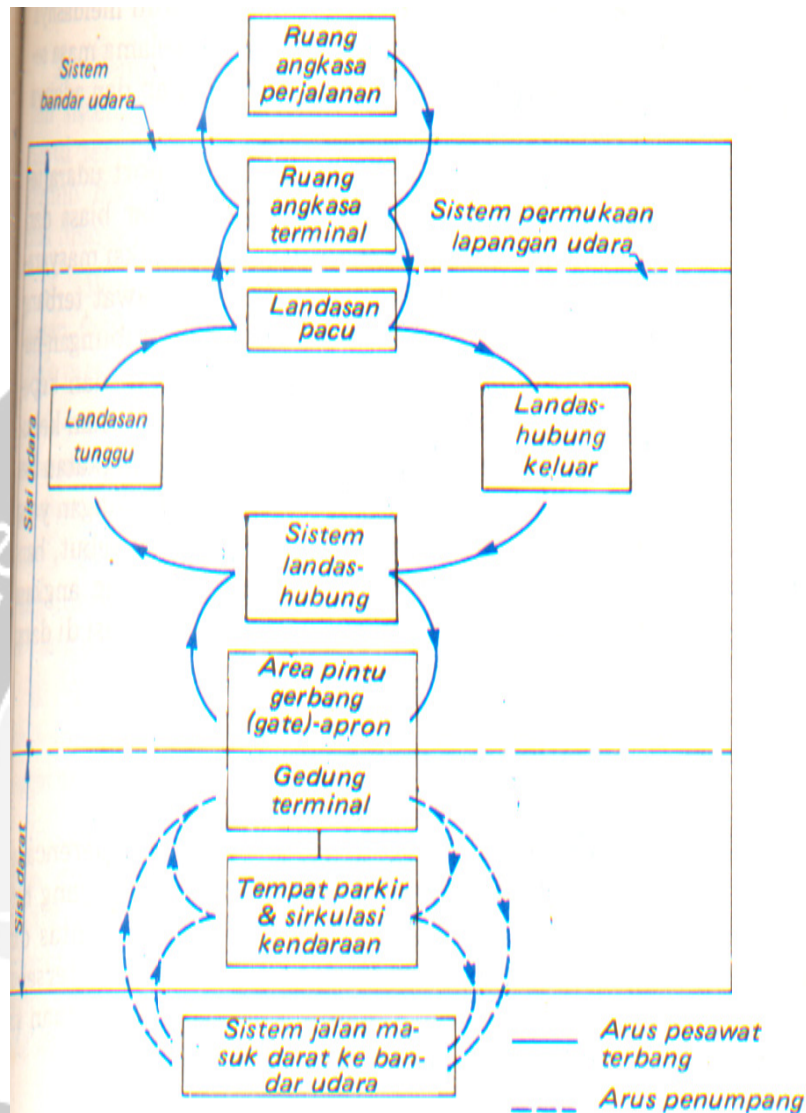 Ruang
angkasa
perjalanan
Sistem
bandar udara
Ruang
angkasa
terminal
Sistem permukaan
lapangan udara
Landasan
pacu
Landasan
tunggu
Landas-
hubung
keluar
Sisi udara
Sistem
landas-
hubung
Area pintu
gerbang
(gate)-apron
Gedung
terminal
Sisi darat
Tempat parkir
& sirkulasi
kendaraan
Sistem jalan ma-
suk darat ke ban-
dar udara
Arus pesawat
terbang
Arus penumpang